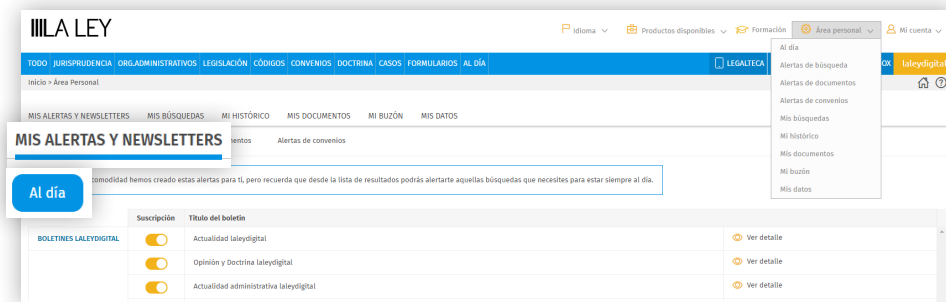 LA LEY
Idioma Productos disponibles Formación Área personal Mi cuenta
TODO JURISPRUDENCIA ORG.ADMINISTRATIVOS LEGISLACIÓN CÓDIGOS CONVENIOS DOCTRINA CASOS FORMULARIOS AL DÍA LEGALTECA OX laleydigital
Inicio > Área Personal
Al día
Alertas de búsqueda
Alertas de documentos
Alertas de convenios
Mis búsquedas
Mi histórico
Mis documentos
Mi buzón
Mis datos
MIS ALERTAS Y NEWSLETTERS MIS BÚSQUEDAS MI HISTÓRICO MIS DOCUMENTOS MI BUZÓN MIS DATOS
MIS ALERTAS Y NEWSLETTERS
mentos Alertas de convenios
Al día
comodidad hemos creado estas alertas para ti, pero recuerda que desde la lista de resultados podrás alertarte aquellas búsquedas que necesites para estar siempre al día.
Suscripción Título del boletín
BOLETINES LALEYDIGITAL Actualidad laleydigital Ver detalle
Opinión y Doctrina laleydigital Ver detalle
Actualidad administrativa laleydigital Ver detalle